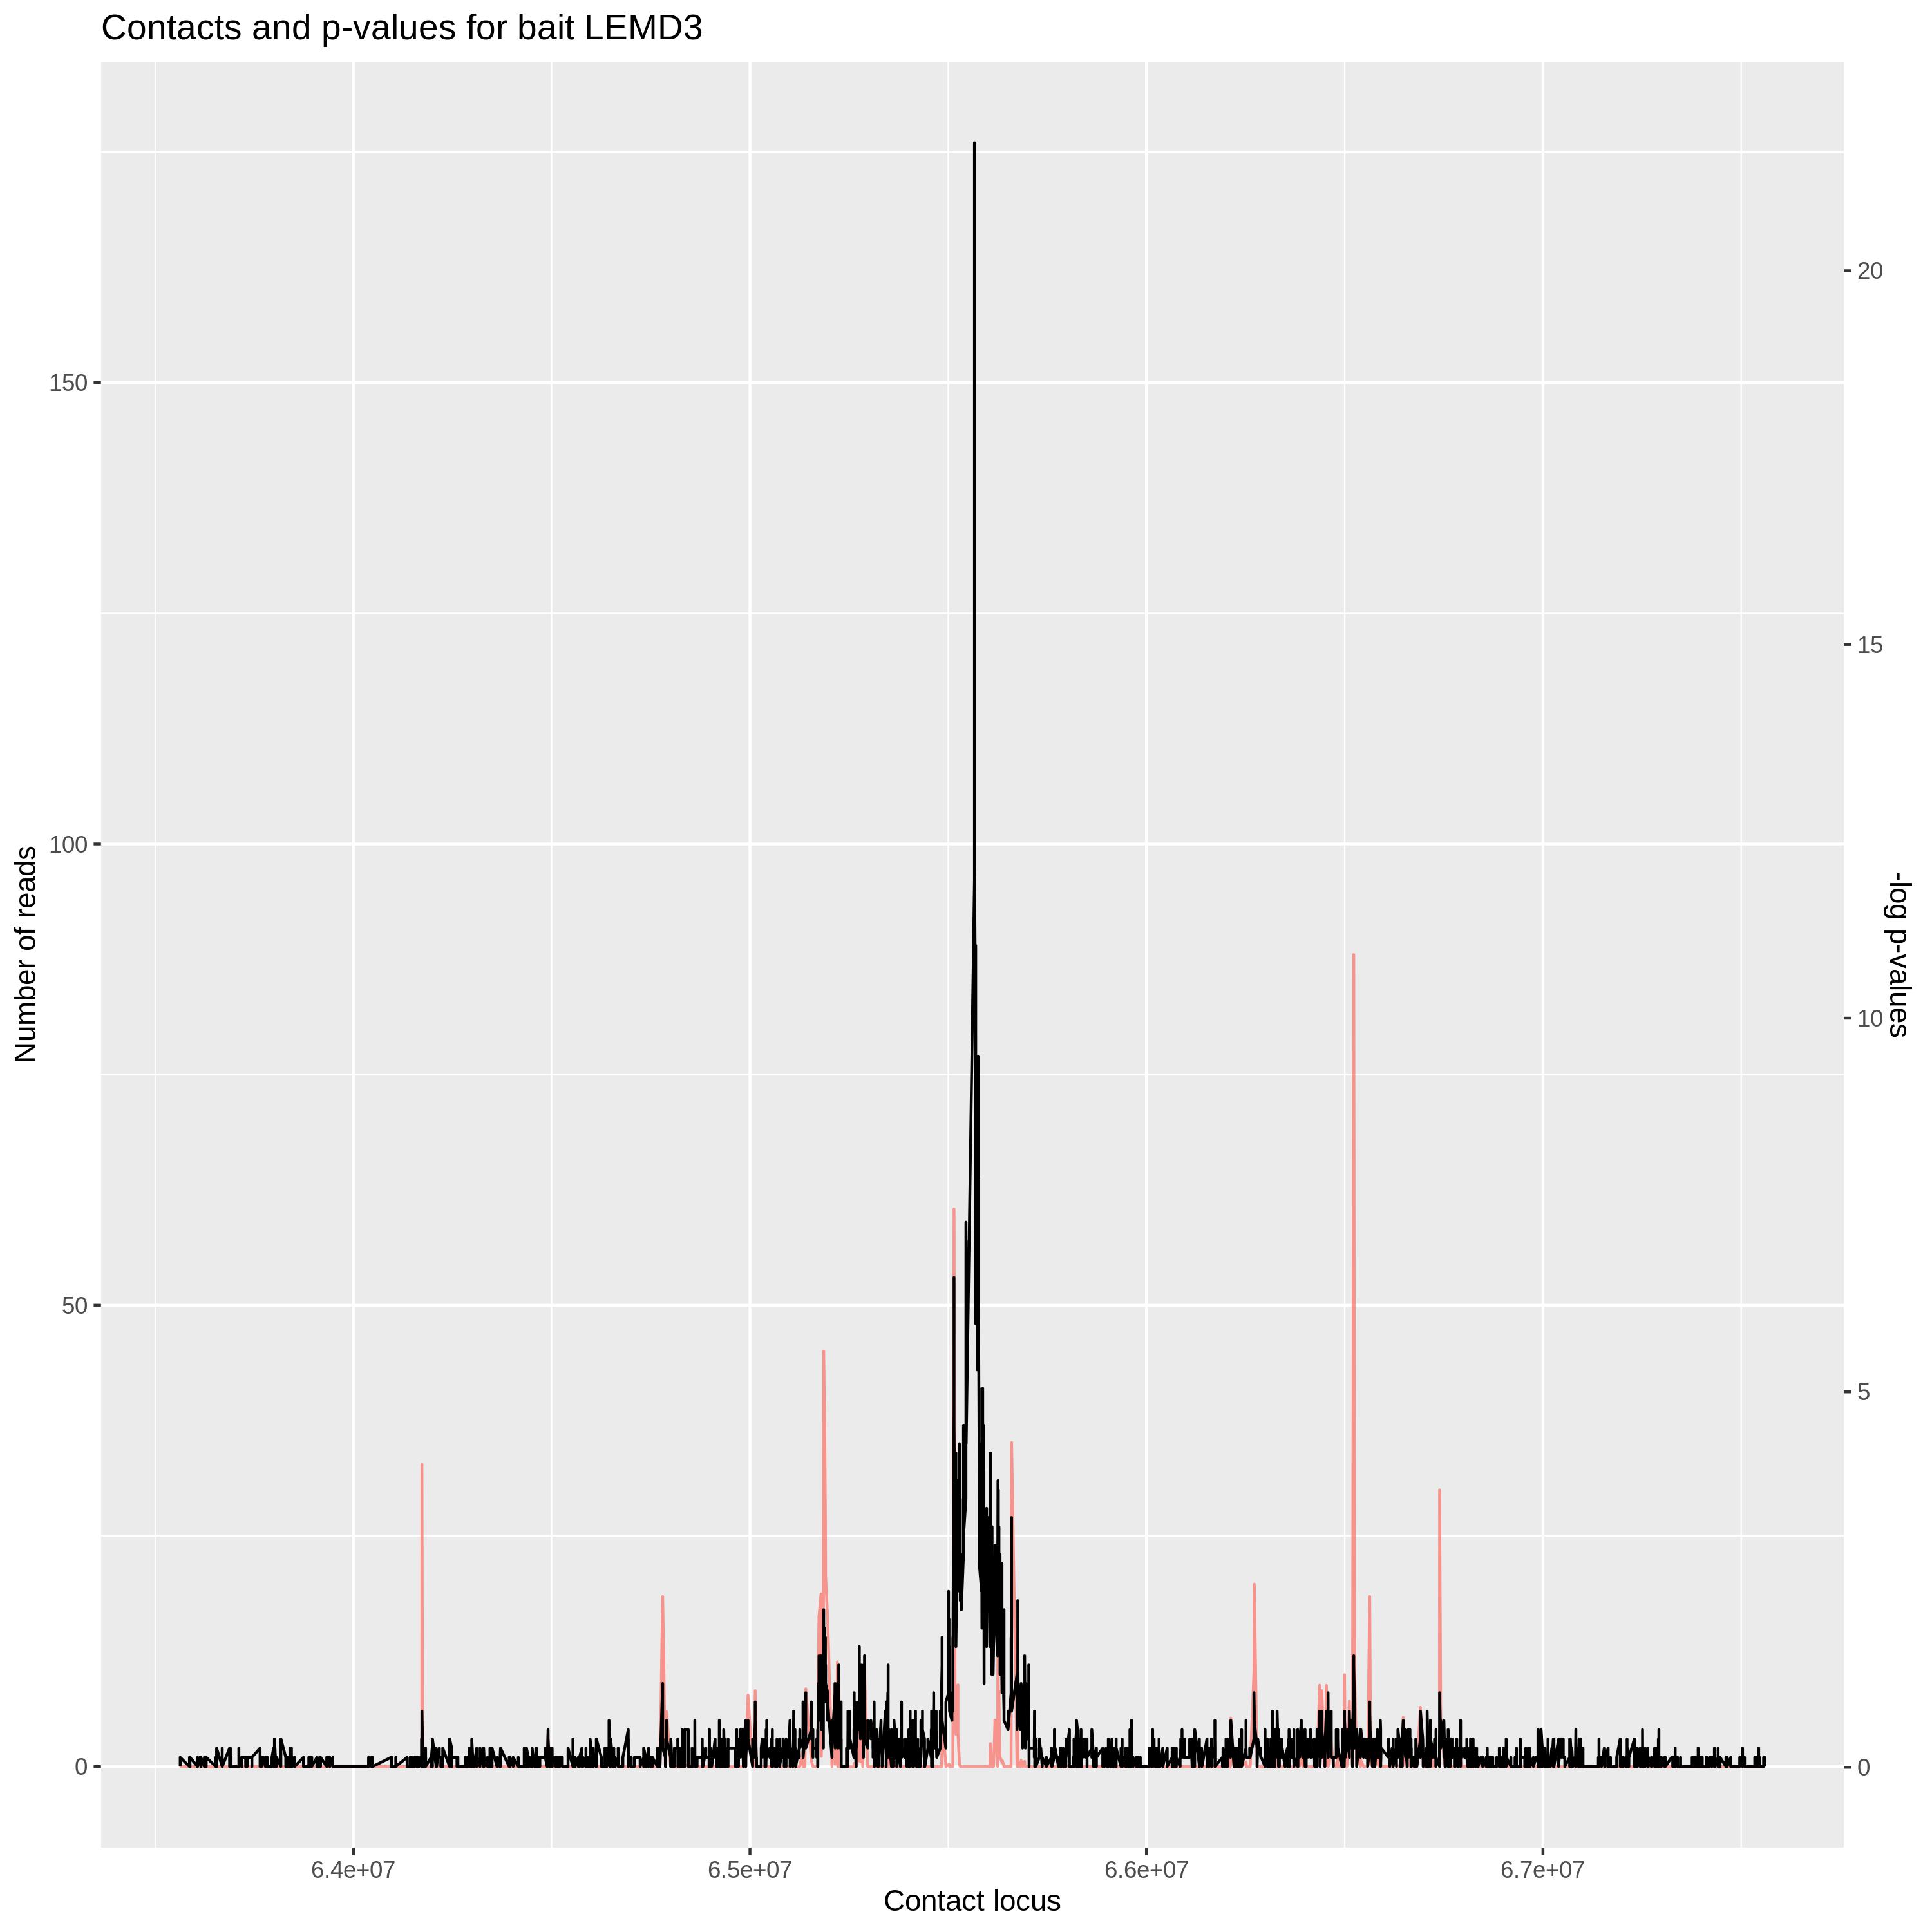 Contacts and p-values for bait LEMD3
Number of reads
150
100
50
0
20
15
10
5
0
-log p-values
6.4e+07
6.5e+07
6.6e+07
6.7e+07
Contact locus